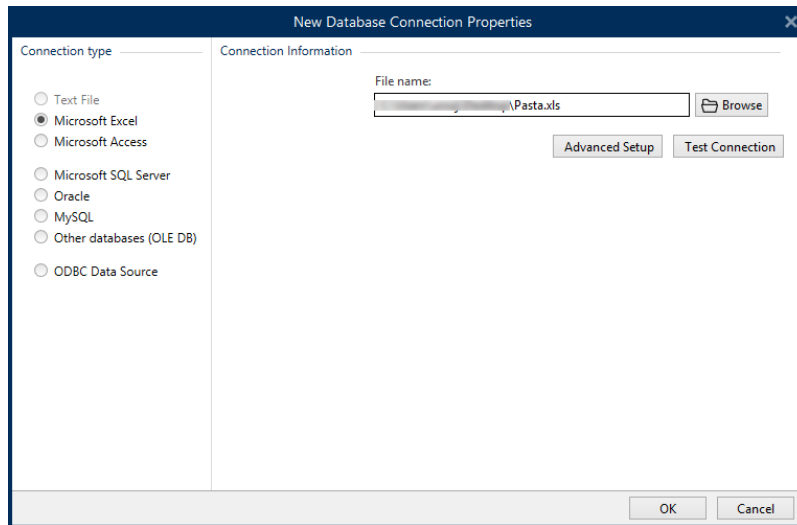 New Database Connection Properties
Connection type
Connection Information
File name:
\Pasta.xls
Browse
Text File
Microsoft Excel
Microsoft Access
Advanced Setup
Test Connection
Microsoft SQL Server
Oracle
MySQL
Other databases (OLE DB)
ODBC Data Source
OK
Cancel